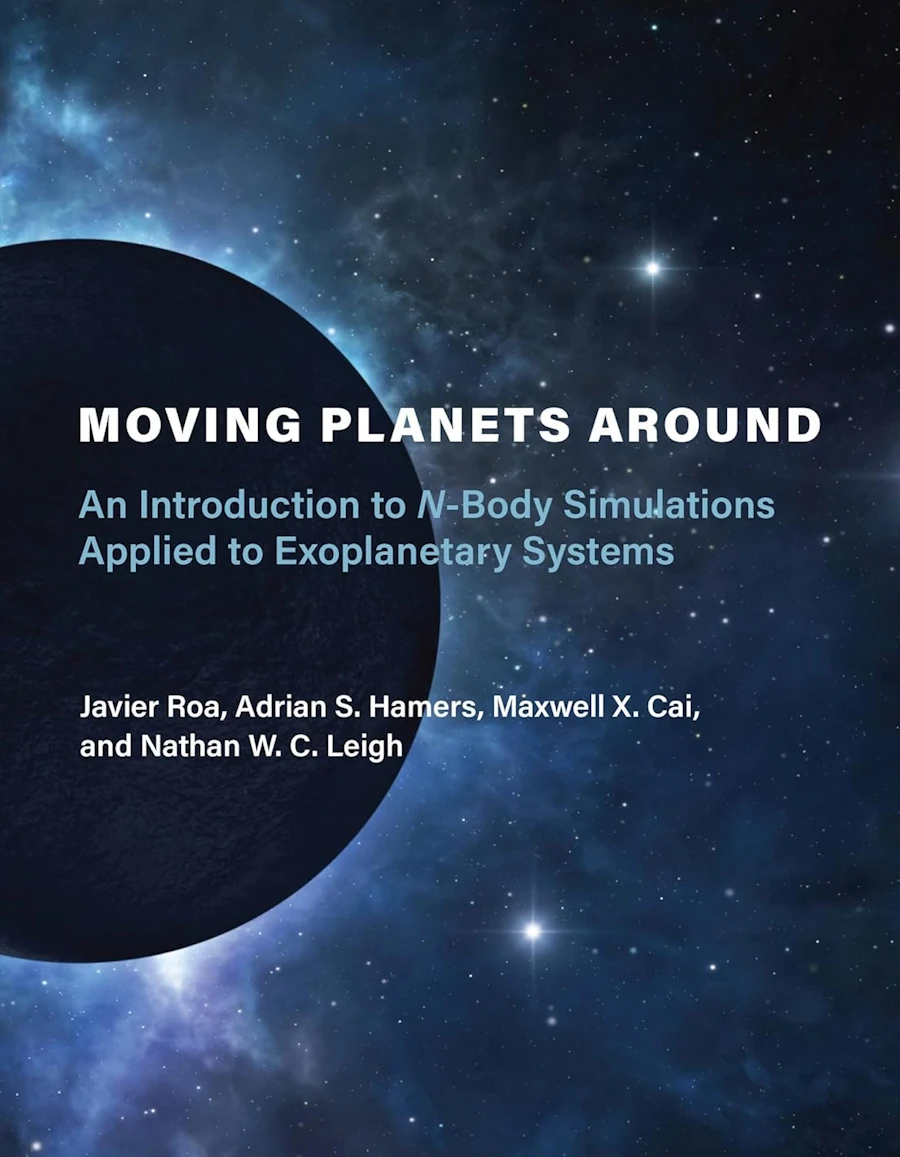 MOVING PLANETS AROUND
An Introduction to N-Body Simulations
Applied to Exoplanetary Systems
Javier Roa, Adrian S. Hamers, Maxwell X. Cai,
and Nathan W. C. Leigh